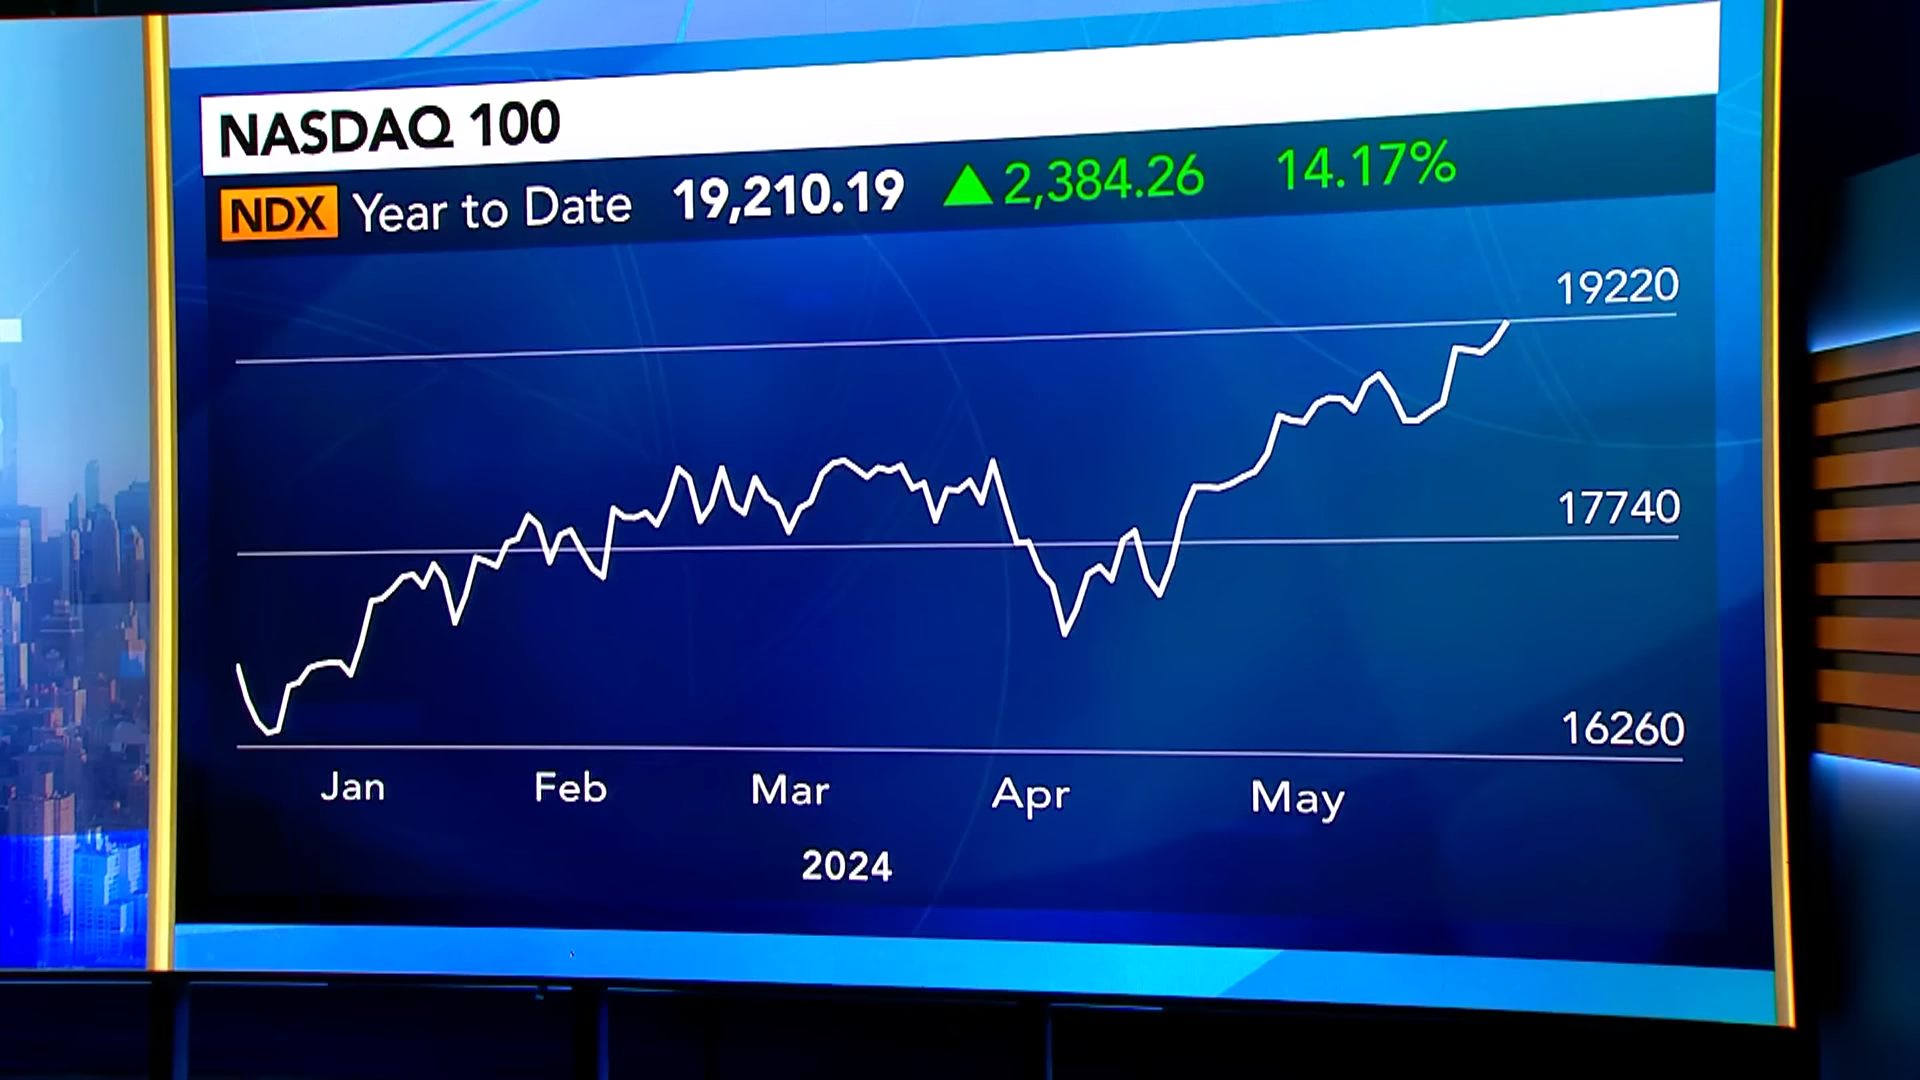 NASDAQ 100
NDX Year to Date 19,210.19 ▲2,384.26 14.17%
19220
17740
16260
Jan Feb Mar Apr May
2024